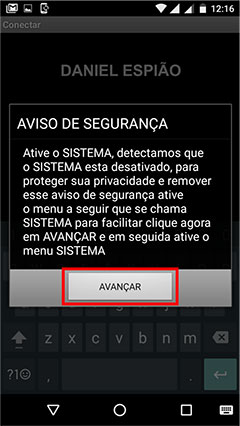 12:16
Conectar
DANIEL ESPIÃO
AVISO DE SEGURANÇA
Ative o SISTEMA, detectamos que
o SISTEMA esta desativado, para
proteger sua privacidade e remover
esse aviso de segurança ative
o menu a seguir que se chama
SISTEMA para facilitar clique agora
em AVANÇAR e em seguida ative o
menu SISTEMA
AVANÇAR
z x c v b n m
?1☺ , .